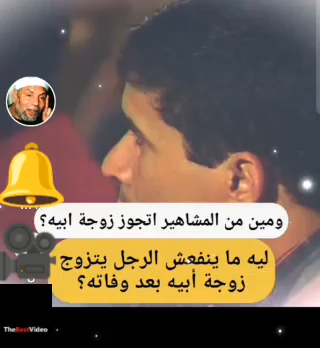 ومين من المشاهير اتجوز زوجة ابيه؟
ليه ما ينفعش الرجل يتزوج
زوجة أبيه بعد وفاته؟
TheBestVideo